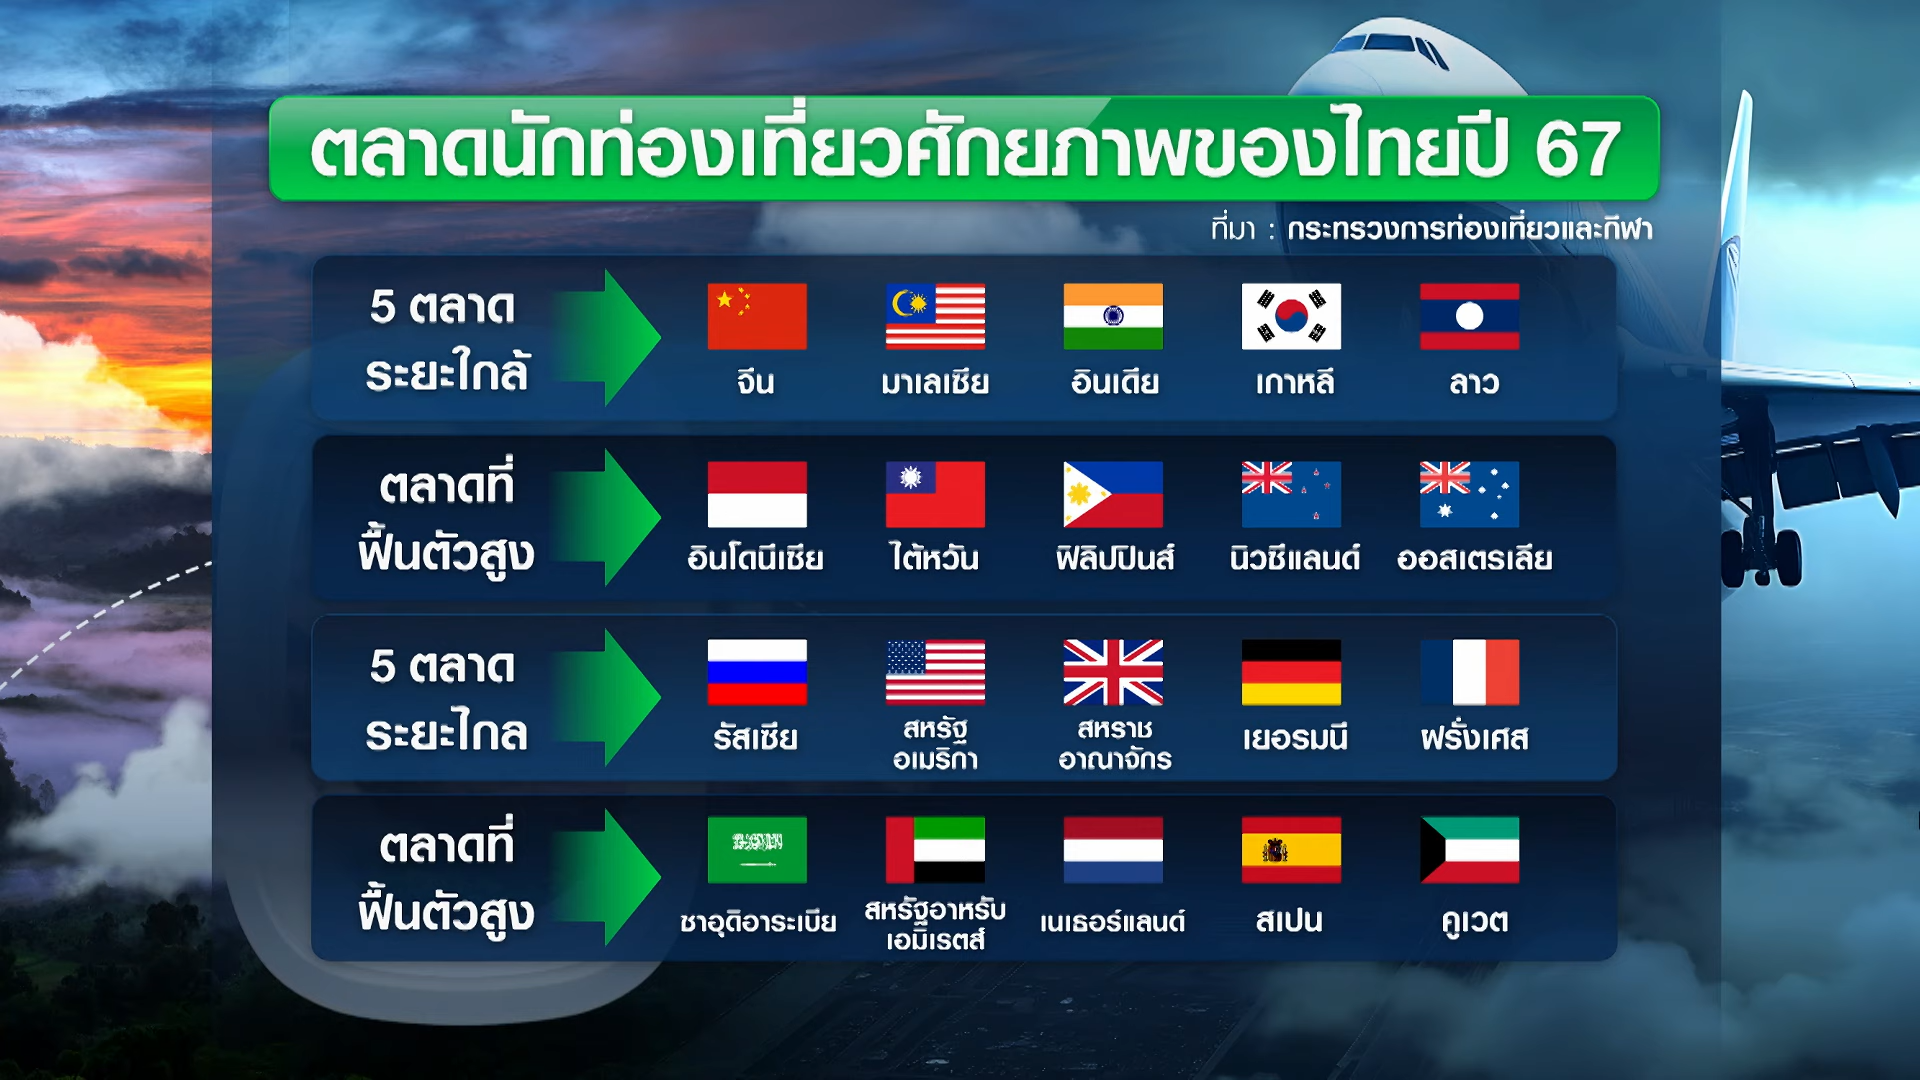 ตลาดนักท่องเที่ยวศักยภาพของไทยปี 67
ที่มา : กระทรวงการท่องเที่ยวและกีฬา
5 ตลาด
ระยะใกล้
จีน
มาเลเซีย
อินเดีย
เกาหลี
ลาว
ตลาดที่
ฟื้นตัวสูง
อินโดนีเซีย
ไต้หวัน
ฟิลิปปินส์
นิวซีแลนด์
ออสเตรเลีย
5 ตลาด
ระยะไกล
รัสเซีย
สหรัฐ
อเมริกา
สหราช
อาณาจักร
เยอรมนี
ฝรั่งเศส
ตลาดที่
ฟื้นตัวสูง
ซาอุดิอาระเบีย
สหรัฐอาหรับ
เอมิเรตส์
เนเธอร์แลนด์
สเปน
คูเวต